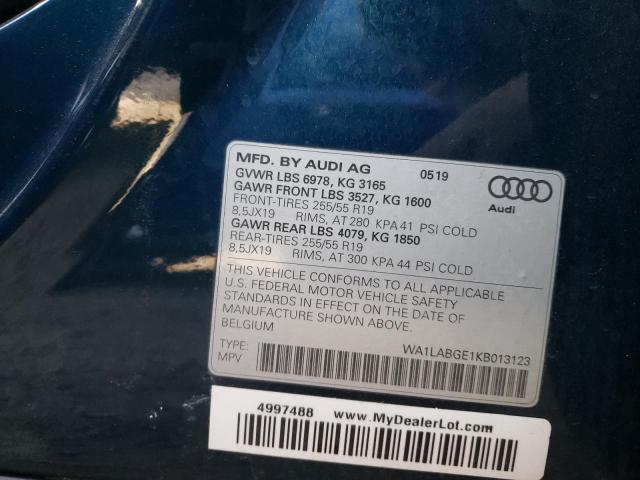 MFD. BY AUDI AG 0519
GVWR LBS 6978, KG 3165
GAWR FRONT LBS 3527, KG 1600
FRONT-TIRES 255/55 R19
8,5JX19 RIMS, AT 280 KPA 41 PSI COLD
GAWR REAR LBS 4079, KG 1850
REAR-TIRES 255/55 R19
8,5JX19 RIMS, AT 300 KPA 44 PSI COLD
Audi
THIS VEHICLE CONFORMS TO ALL APPLICABLE
U.S. FEDERAL MOTOR VEHICLE SAFETY
STANDARDS IN EFFECT ON THE DATE OF
MANUFACTURE SHOWN ABOVE.
BELGIUM
TYPE:
MPV
WA1LABGE1KB013123
4997488 www.MyDealerLot.com